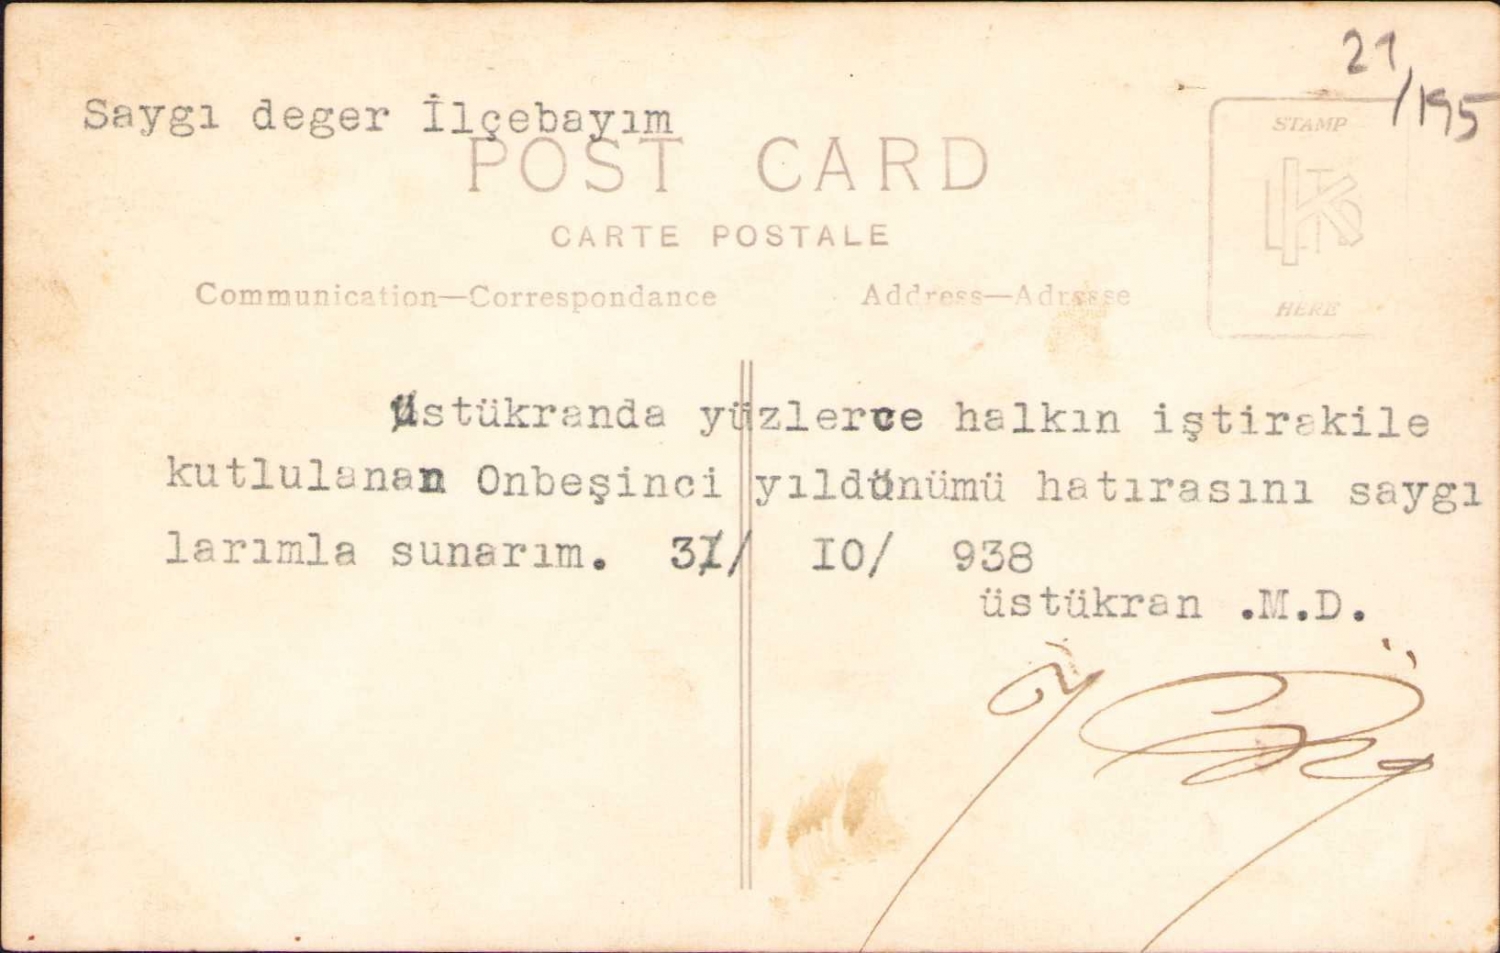 21/195
Saygı deger İlçebayım
POST CARD
CARTE POSTALE
STAMP
HERE
Communication—Correspondance
Address—Adresse
üstükranda yüzlerce halkın iştirakile
kutlulanan Onbeşinci yıldönümü hatırasını saygı
larımla sunarım. 31/ IO/ 938
üstükran .M.D.